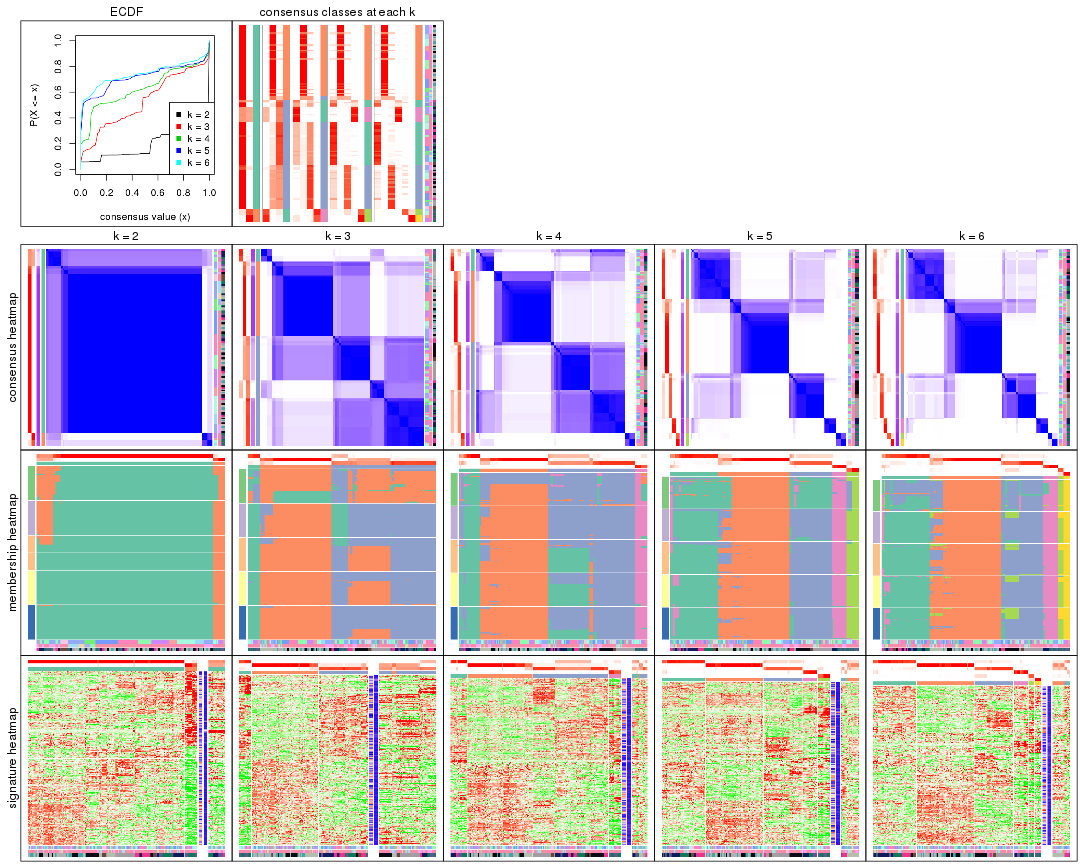 ECDF
consensus classes at each k
P(X <= x)
0.0 0.2 0.4 0.6 0.8 1.0
k = 2
k = 3
k = 4
k = 5
k = 6
0.0 0.2 0.4 0.6 0.8 1.0
consensus value (x)
k = 2
k = 3
k = 4
k = 5
k = 6
consensus heatmap
membership heatmap
signature heatmap